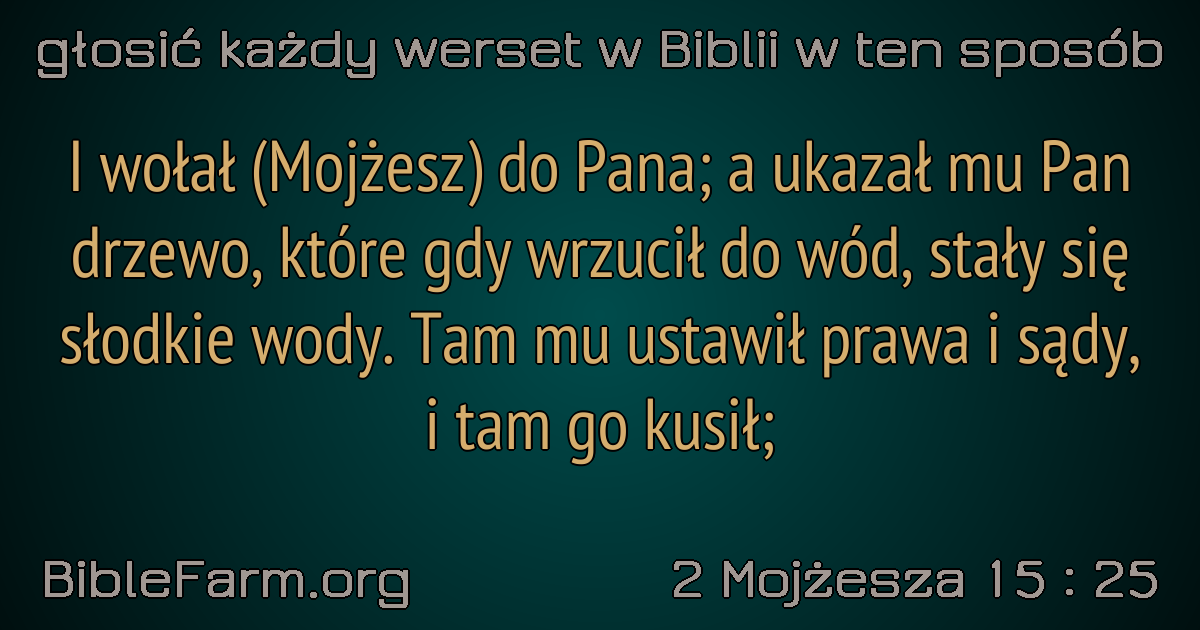 głosić każdy werset w Biblii w ten sposób
I wołał (Mojżesz) do Pana; a ukazał mu Pan
drzewo, które gdy wrzucił do wód, stały się
słodkie wody. Tam mu ustawił prawa i sądy,
i tam go kusił;
BibleFarm.org
2 Mojżesza 15 : 25